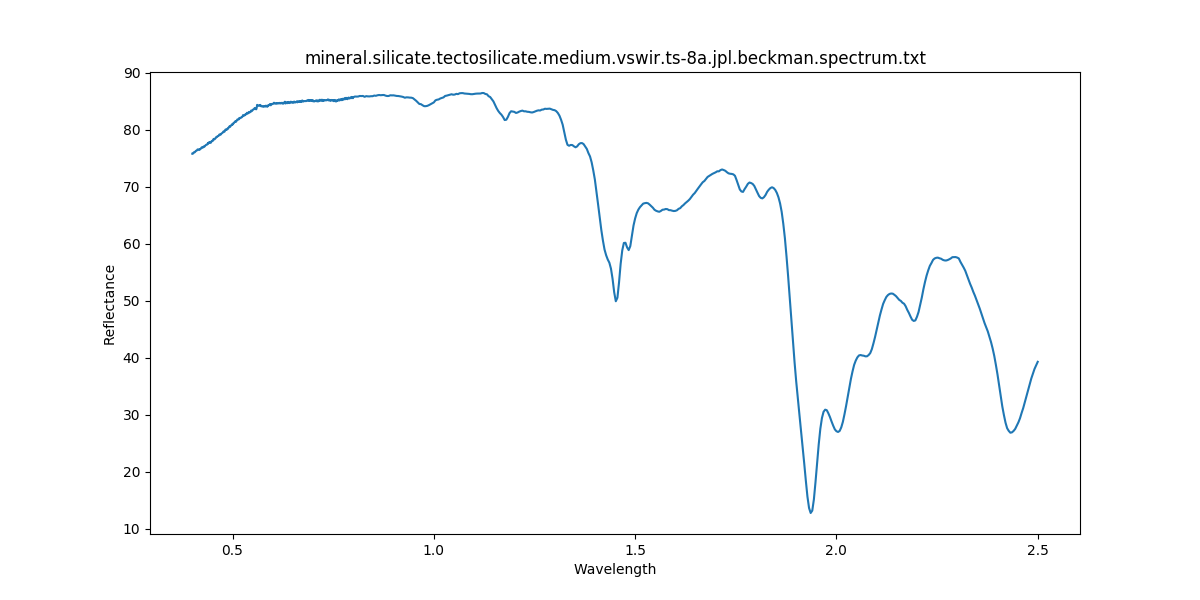 mineral.silicate.tectosilicate.medium.vswir.ts-8a.jpl.beckman.spectrum.txt
90
80
70
60
50
40
30
20
10
Reflectance
0.5 1.0 1.5 2.0 2.5
Wavelength